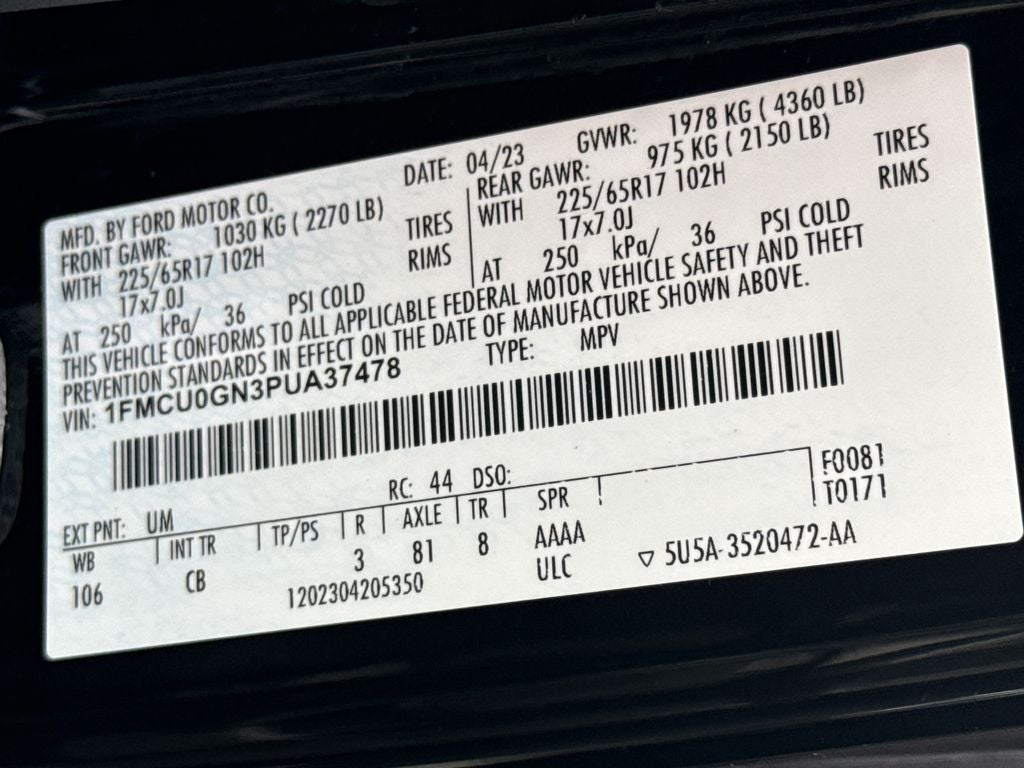 MFD. BY FORD MOTOR CO. DATE: 04/23 GVWR: 1978 KG ( 4360 LB)
FRONT GAWR: 1030 KG ( 2270 LB) REAR GAWR: 975 KG ( 2150 LB)
WITH 225/65R17 102H TIRES WITH 225/65R17 102H TIRES
17x7.0J RIMS 17x7.0J RIMS
AT 250 kPa/ 36 PSI COLD AT 250 kPa/ 36 PSI COLD
THIS VEHICLE CONFORMS TO ALL APPLICABLE FEDERAL MOTOR VEHICLE SAFETY AND THEFT
PREVENTION STANDARDS IN EFFECT ON THE DATE OF MANUFACTURE SHOWN ABOVE.
VIN: 1FMCU0GN3PUA37478 TYPE: MPV
EXT PNT: UM RC: 44 DSO: F0081
WB INT TR TP/PS R AXLE TR SPR T0171
106 CB 3 81 8 AAAA
1202304205350 ULC ▽ 5U5A-3520472-AA